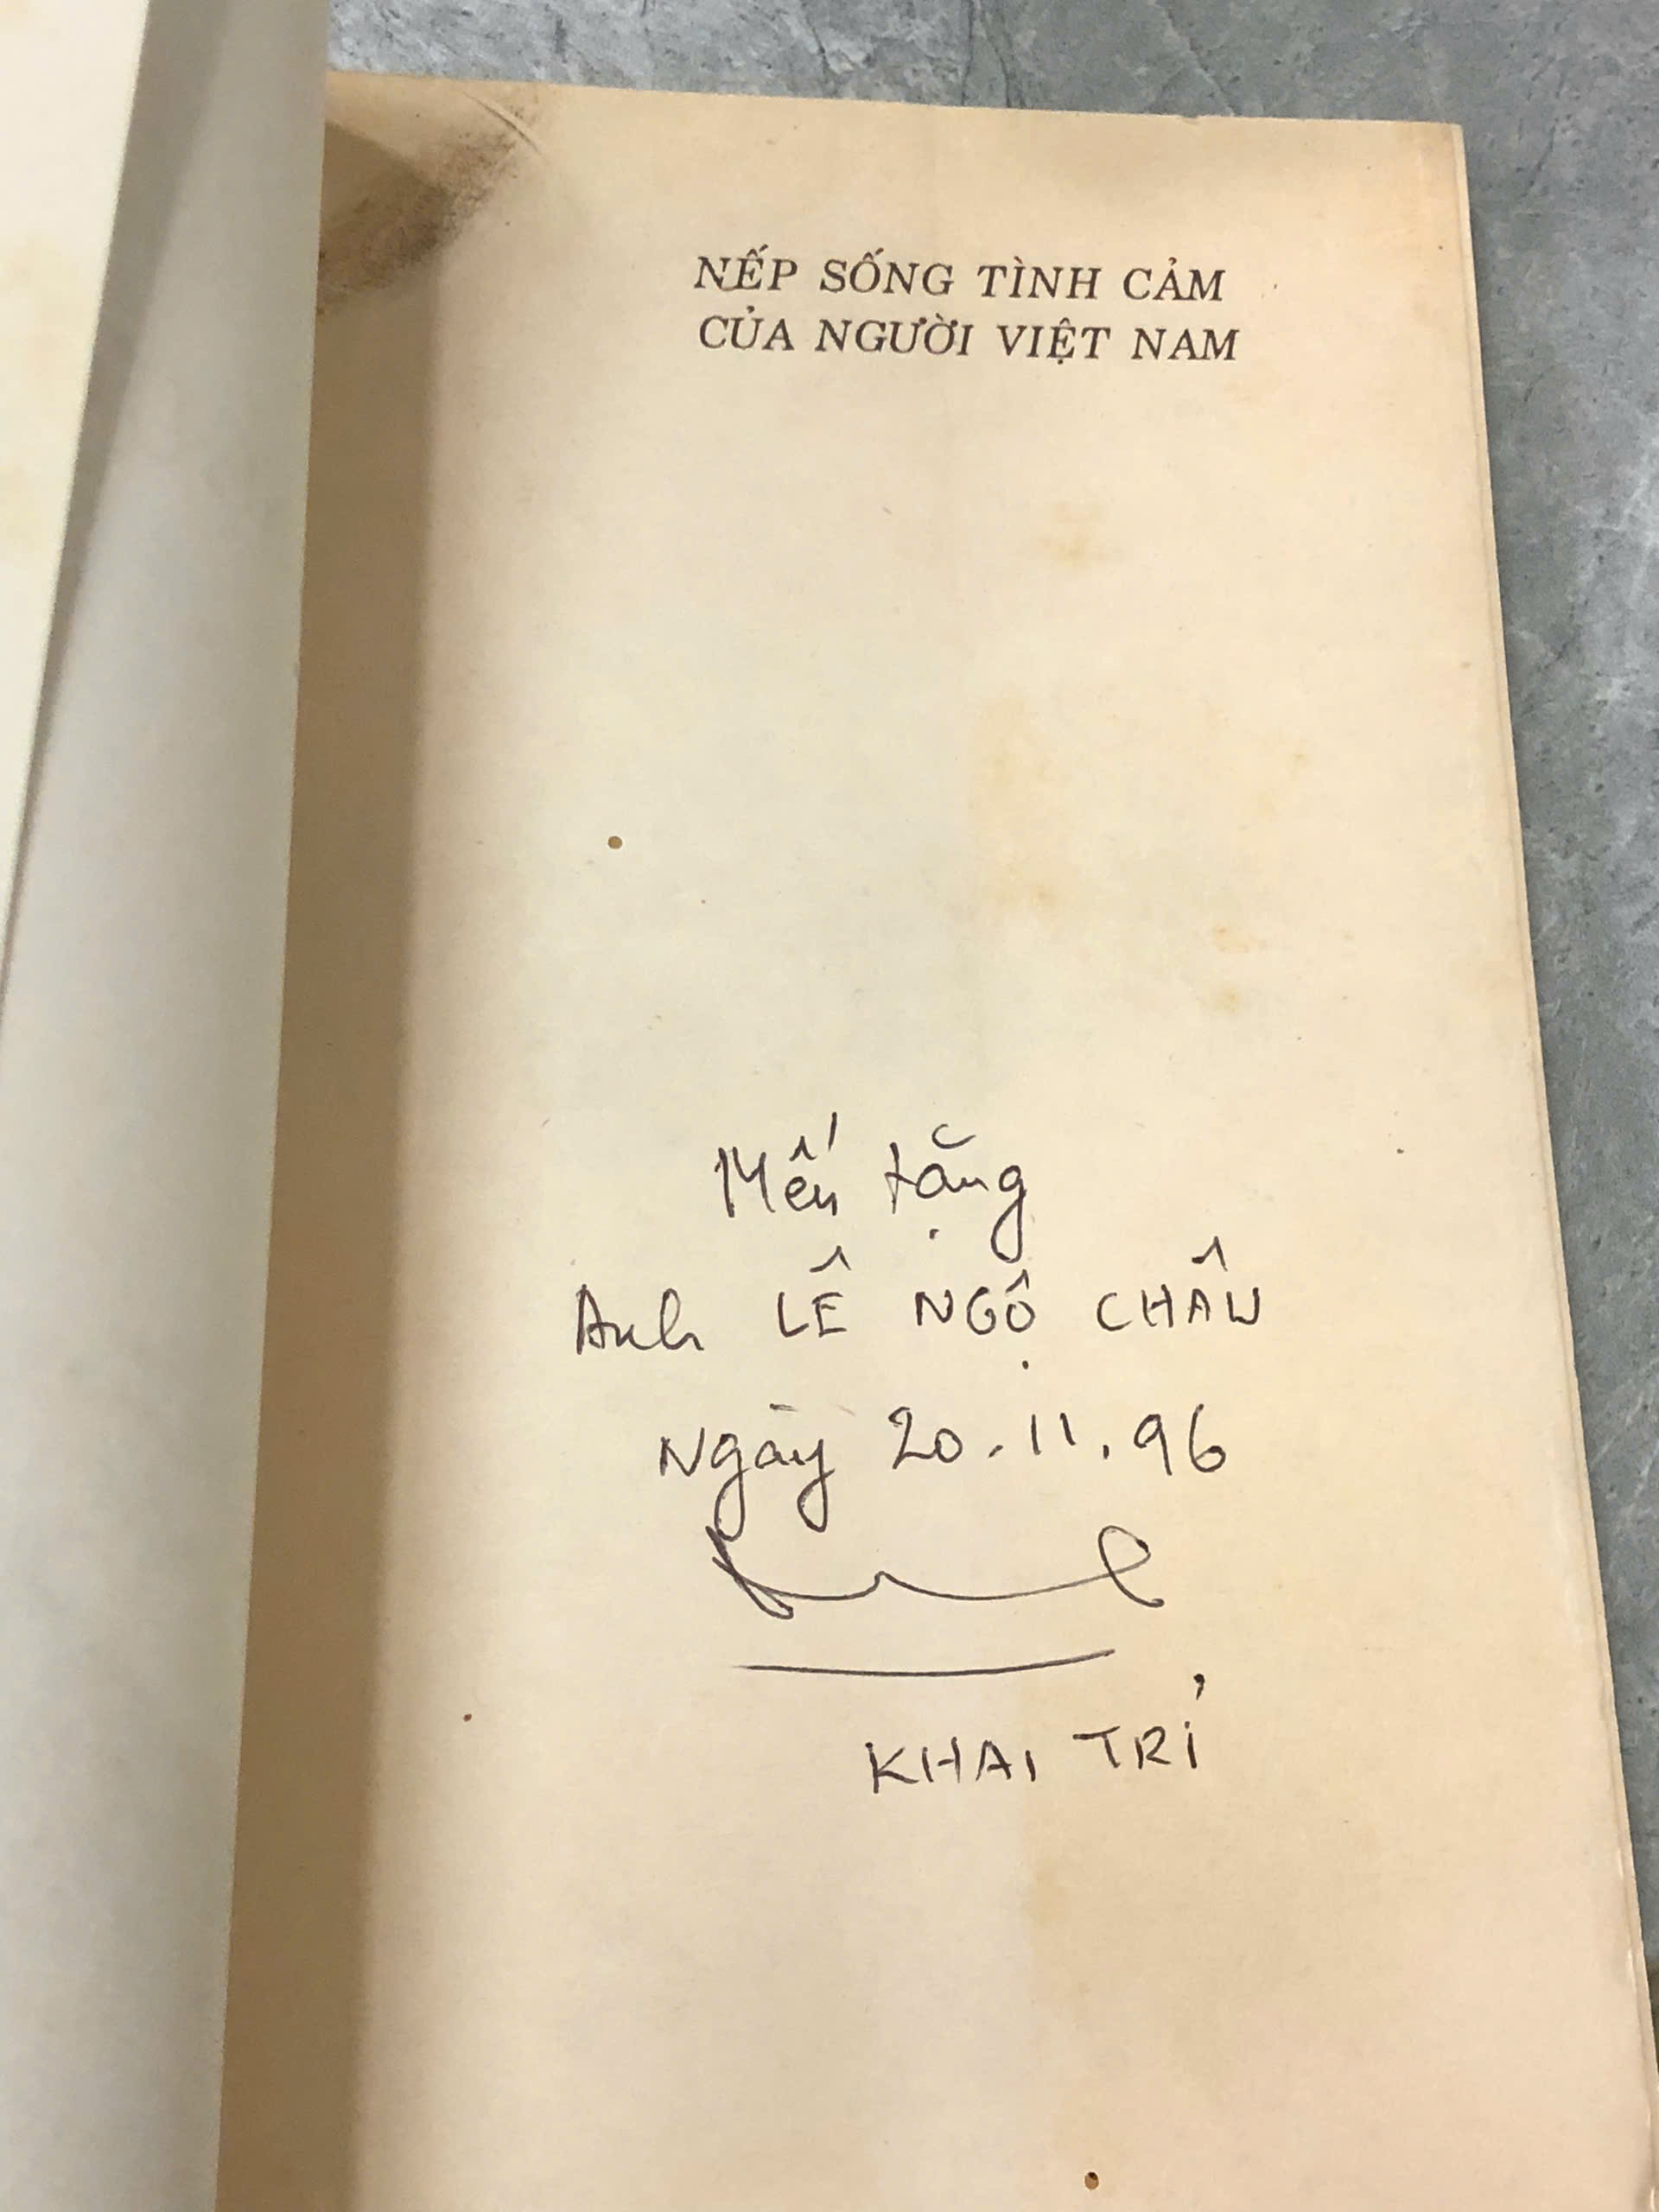 NẾP SỐNG TÌNH CẢM
CỦA NGƯỜI VIỆT NAM
Mến tặng
Anh LÊ NGỘ CHÂU
Ngày 20.11.96
KHAI TRÍ